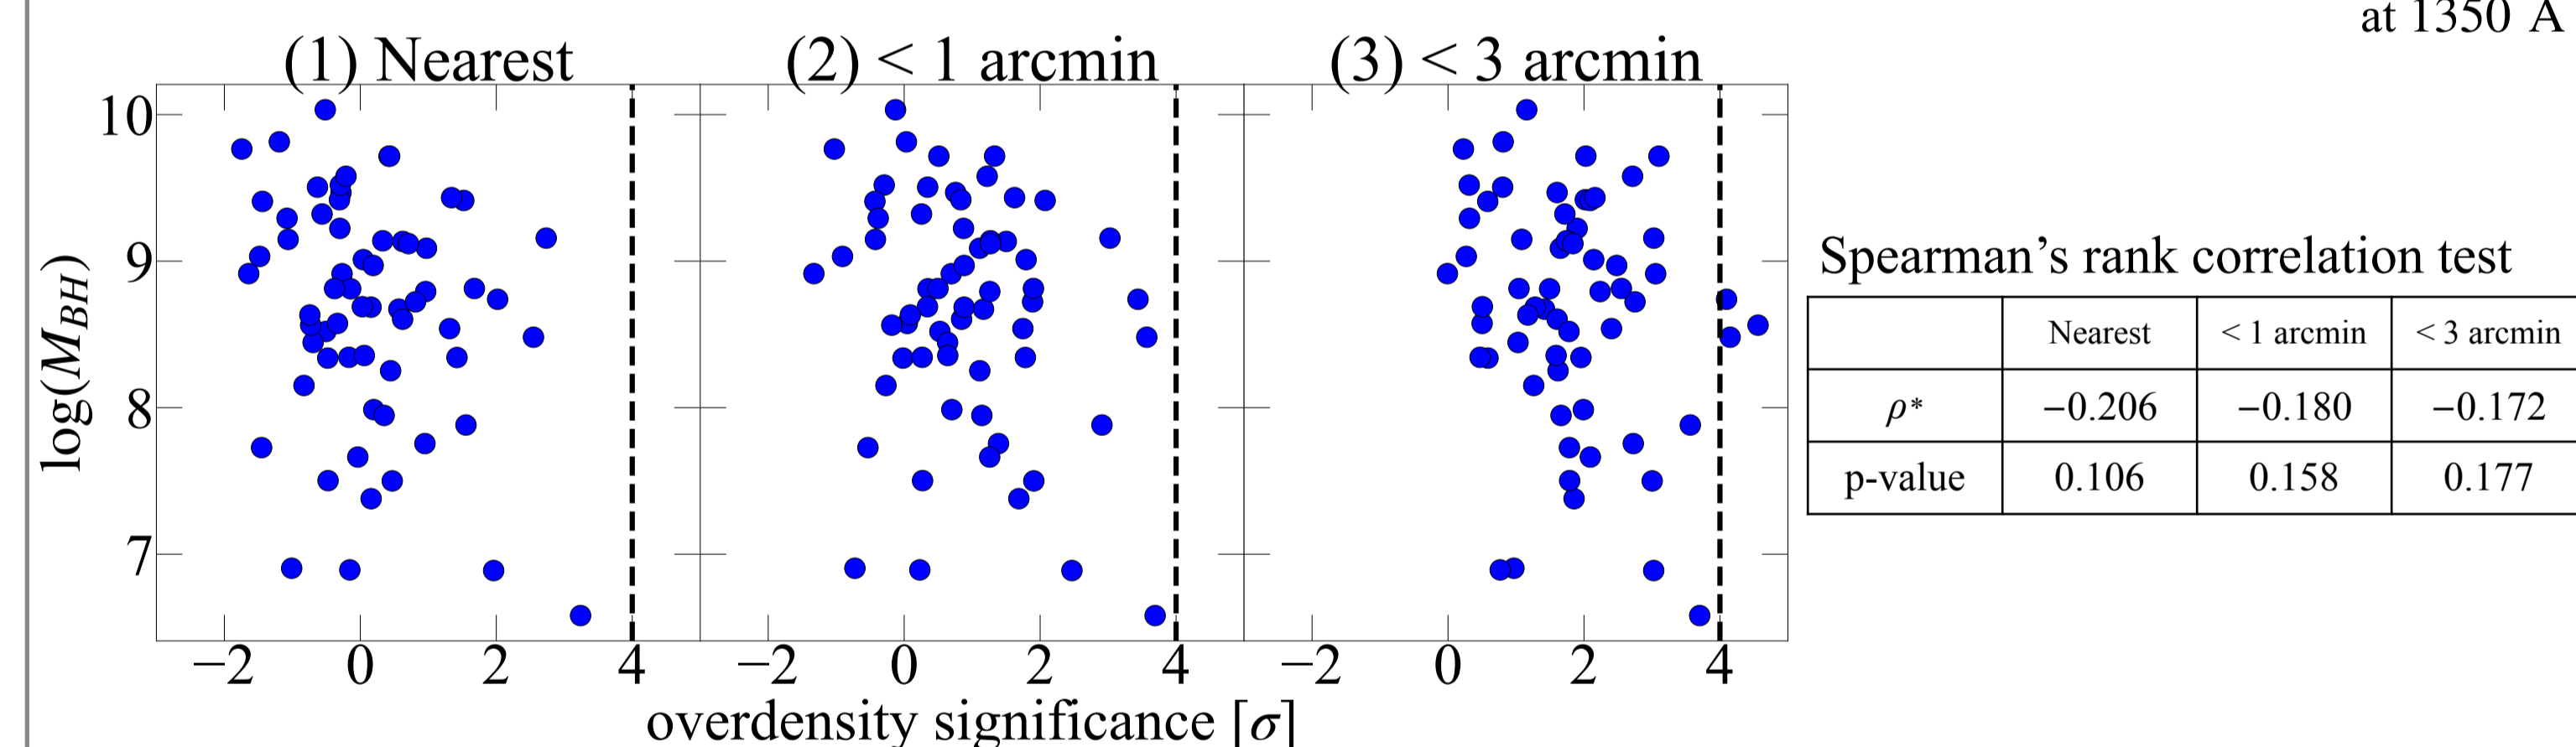 at 1350 A
(1) Nearest (2) < 1 arcmin (3) < 3 arcmin
10
9
8
7
log(M_BH)
−2 0 2 4 −2 0 2 4 −2 0 2 4
overdensity significance [σ]
Spearman’s rank correlation test
Nearest < 1 arcmin < 3 arcmin
ρ* −0.206 −0.180 −0.172
p-value 0.106 0.158 0.177